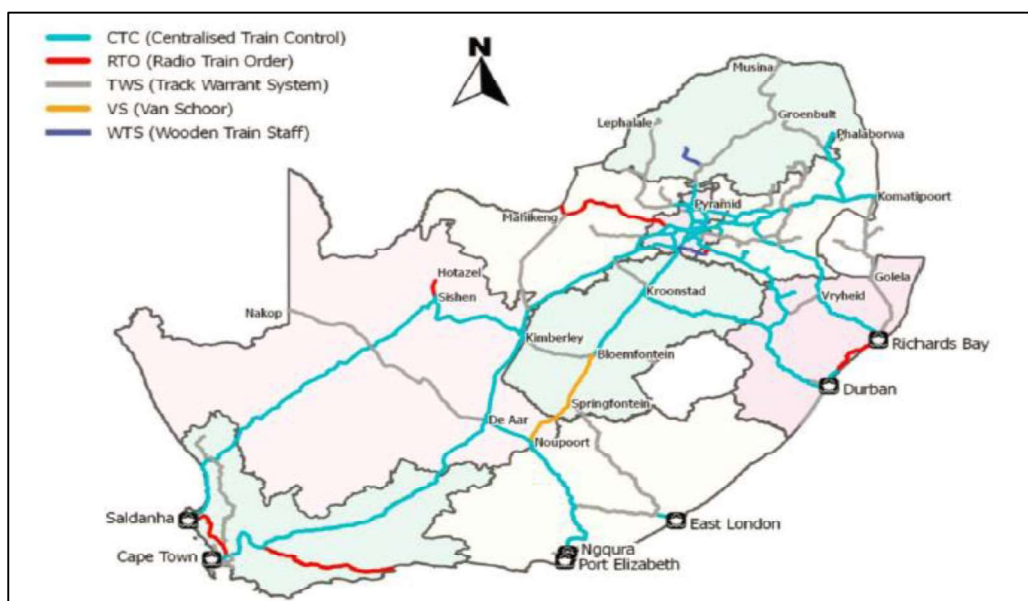 CTC (Centralised Train Control)
RTO (Radio Train Order)
TWS (Track Warrant System)
VS (Van Schoor)
WTS (Wooden Train Staff)
N
Musina
Groenbult
Lephalale
Phalaborwa
Komatipoort
Pyramid
Mafikeng
Golela
Hotazel
Sishen
Kroonstad
Vryheid
Nakop
Kimberley
Richards Bay
Bloemfontein
Durban
Springfontein
De Aar
Noupoort
Saldanha
East London
Cape Town
Ngqura
Port Elizabeth